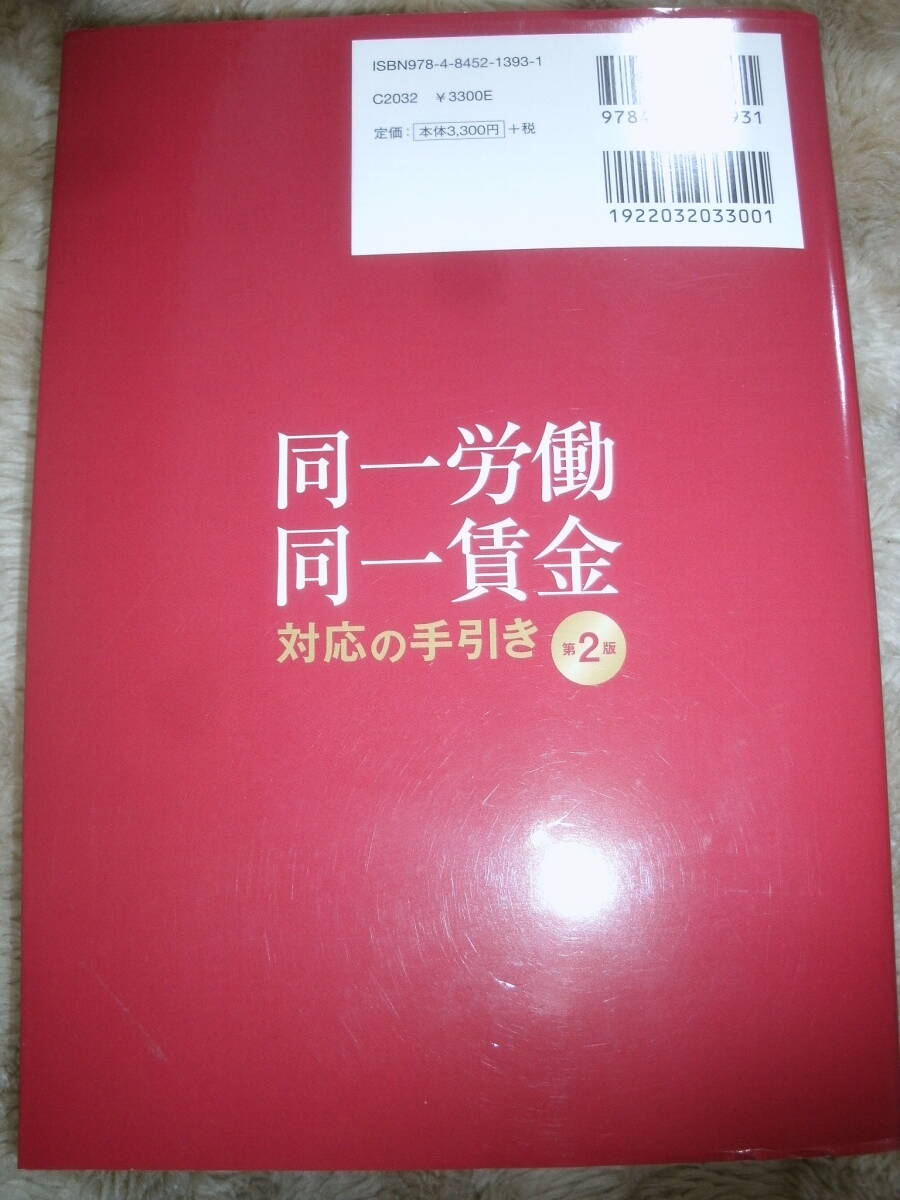 ISBN978-4-8452-1393-1
C2032 ¥3300E
定価：本体3,300円＋税
1922032033001
同一労働
同一賃金
対応の手引き 第2版